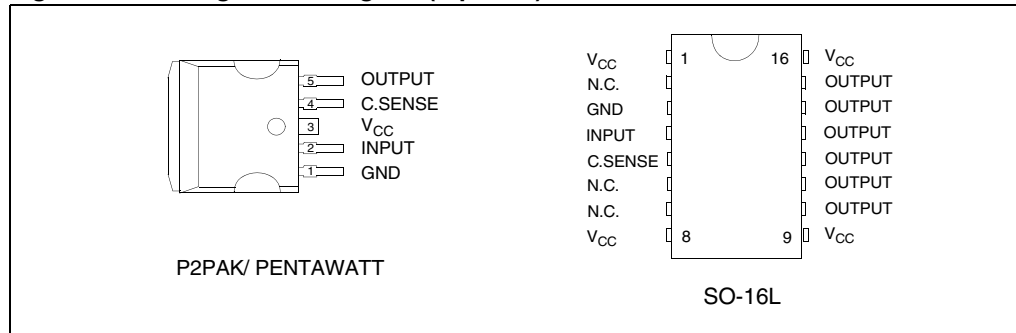 5 OUTPUT
4 C.SENSE
3 VCC
2 INPUT
1 GND
P2PAK/ PENTAWATT
VCC 1 16 VCC
N.C. OUTPUT
GND OUTPUT
INPUT OUTPUT
C.SENSE OUTPUT
N.C. OUTPUT
N.C. OUTPUT
VCC 8 9 VCC
SO-16L